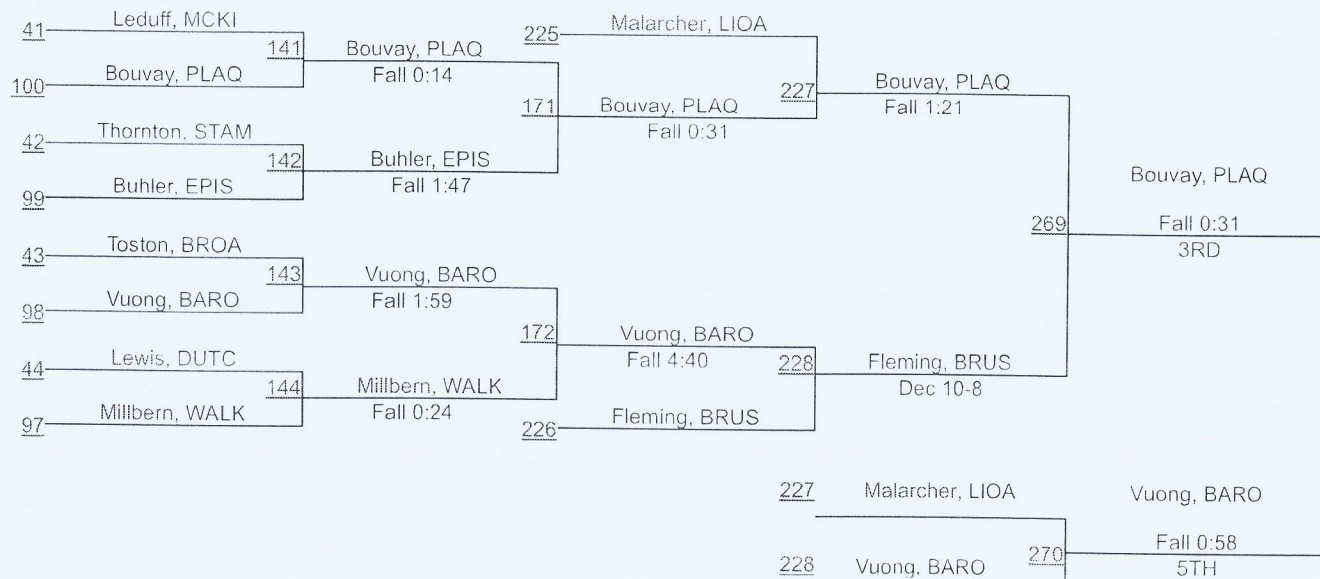 41 Leduff, MCKI
100 Bouvay, PLAQ
42 Thornton, STAM
99 Buhler, EPIS
43 Toston, BROA
98 Vuong, BARO
44 Lewis, DUTC
97 Millbern, WALK
141 Bouvay, PLAQ
Fall 0:14
142 Buhler, EPIS
Fall 1:47
143 Vuong, BARO
Fall 1:59
144 Millbern, WALK
Fall 0:24
225 Malarcher, LIOA
171 Bouvay, PLAQ
Fall 0:31
172 Vuong, BARO
Fall 4:40
226 Fleming, BRUS
227 Bouvay, PLAQ
Fall 1:21
228 Fleming, BRUS
Dec 10-8
269 Bouvay, PLAQ
Fall 0:31
3RD
227 Malarcher, LIOA
228 Vuong, BARO
270 Vuong, BARO
Fall 0:58
5TH